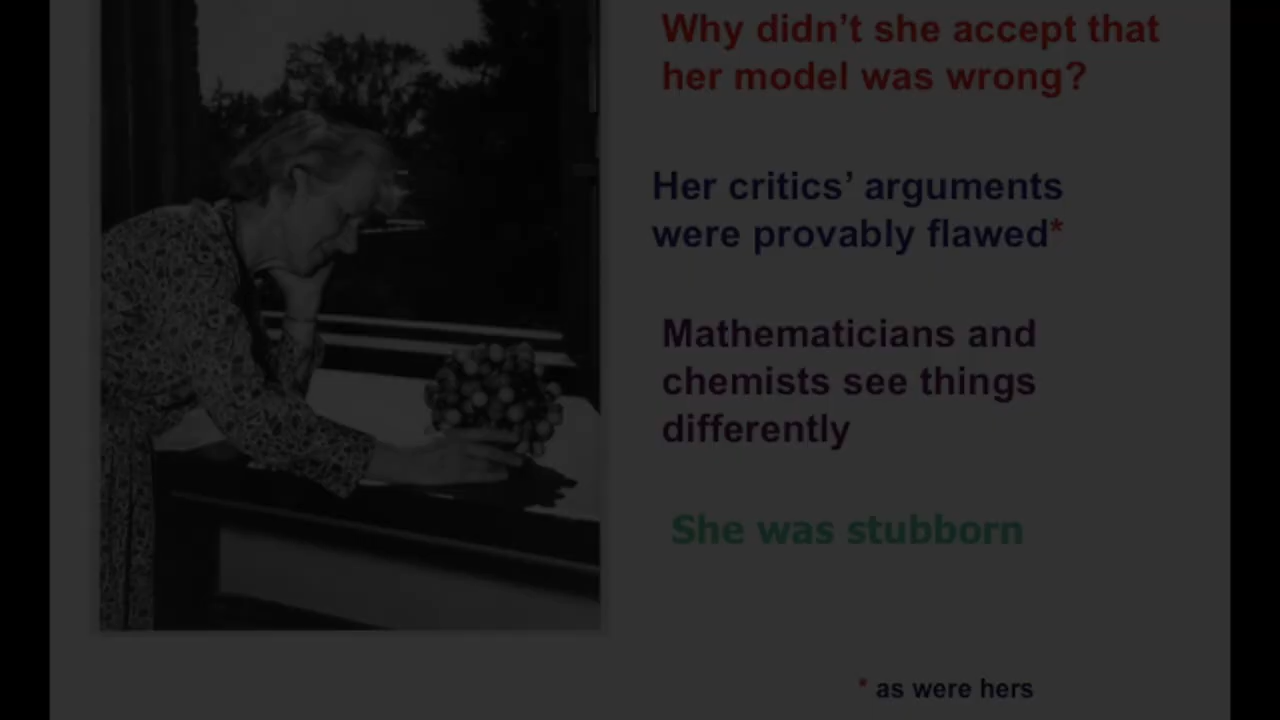 Why didn’t she accept that
her model was wrong?
Her critics’ arguments
were provably flawed*
Mathematicians and
chemists see things
differently
She was stubborn
* as were hers